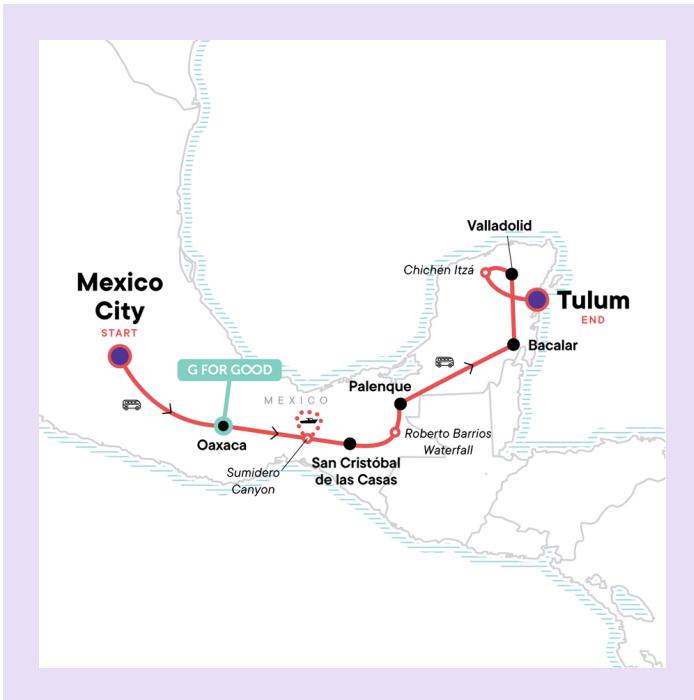 Valladolid
Chichén Itzá
Mexico
City
START
Tulum
END
Bacalar
G FOR GOOD
Palenque
MEXICO
Oaxaca
Roberto Barrios
Waterfall
San Cristóbal
de las Casas
Sumidero
Canyon